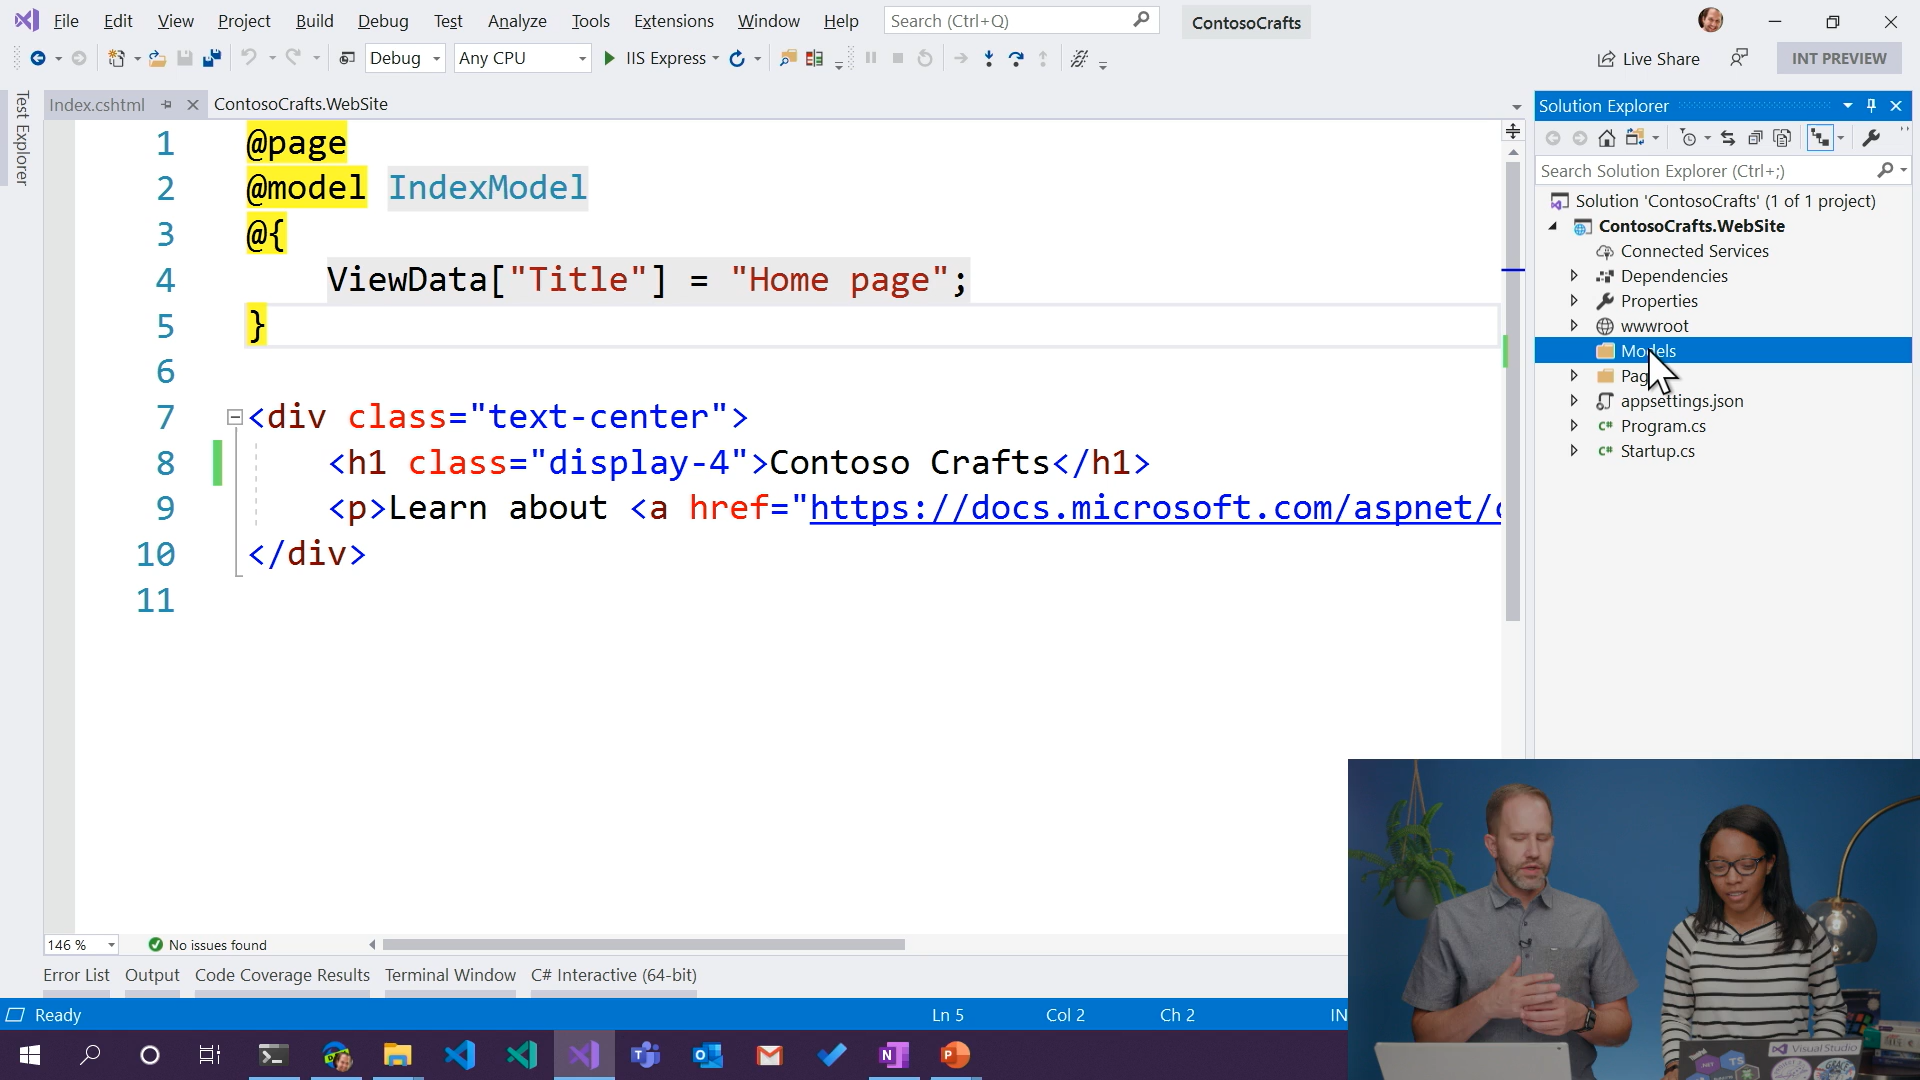 File Edit View Project Build Debug Test Analyze Tools Extensions Window Help Search (Ctrl+Q) ContosoCrafts
Debug Any CPU IIS Express Live Share INT PREVIEW
Test Explorer
Index.cshtml ContosoCrafts.WebSite
1 @page
2 @model IndexModel
3 @{
4 ViewData["Title"] = "Home page";
5 }
6
7 <div class="text-center">
8 <h1 class="display-4">Contoso Crafts</h1>
9 <p>Learn about <a href="https://docs.microsoft.com/aspnet/
10 </div>
11
Solution Explorer
Search Solution Explorer (Ctrl+;)
Solution 'ContosoCrafts' (1 of 1 project)
ContosoCrafts.WebSite
Connected Services
Dependencies
Properties
wwwroot
Models
Pag
appsettings.json
C# Program.cs
C# Startup.cs
146 % No issues found
Error List Output Code Coverage Results Terminal Window C# Interactive (64-bit)
Ready Ln 5 Col 2 Ch 2 IN
Visual Studio